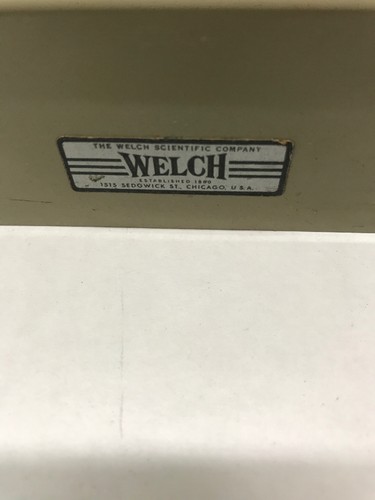 THE WELCH SCIENTIFIC COMPANY
WELCH
ESTABLISHED 1880
1515 SEDGWICK ST., CHICAGO, U.S.A.